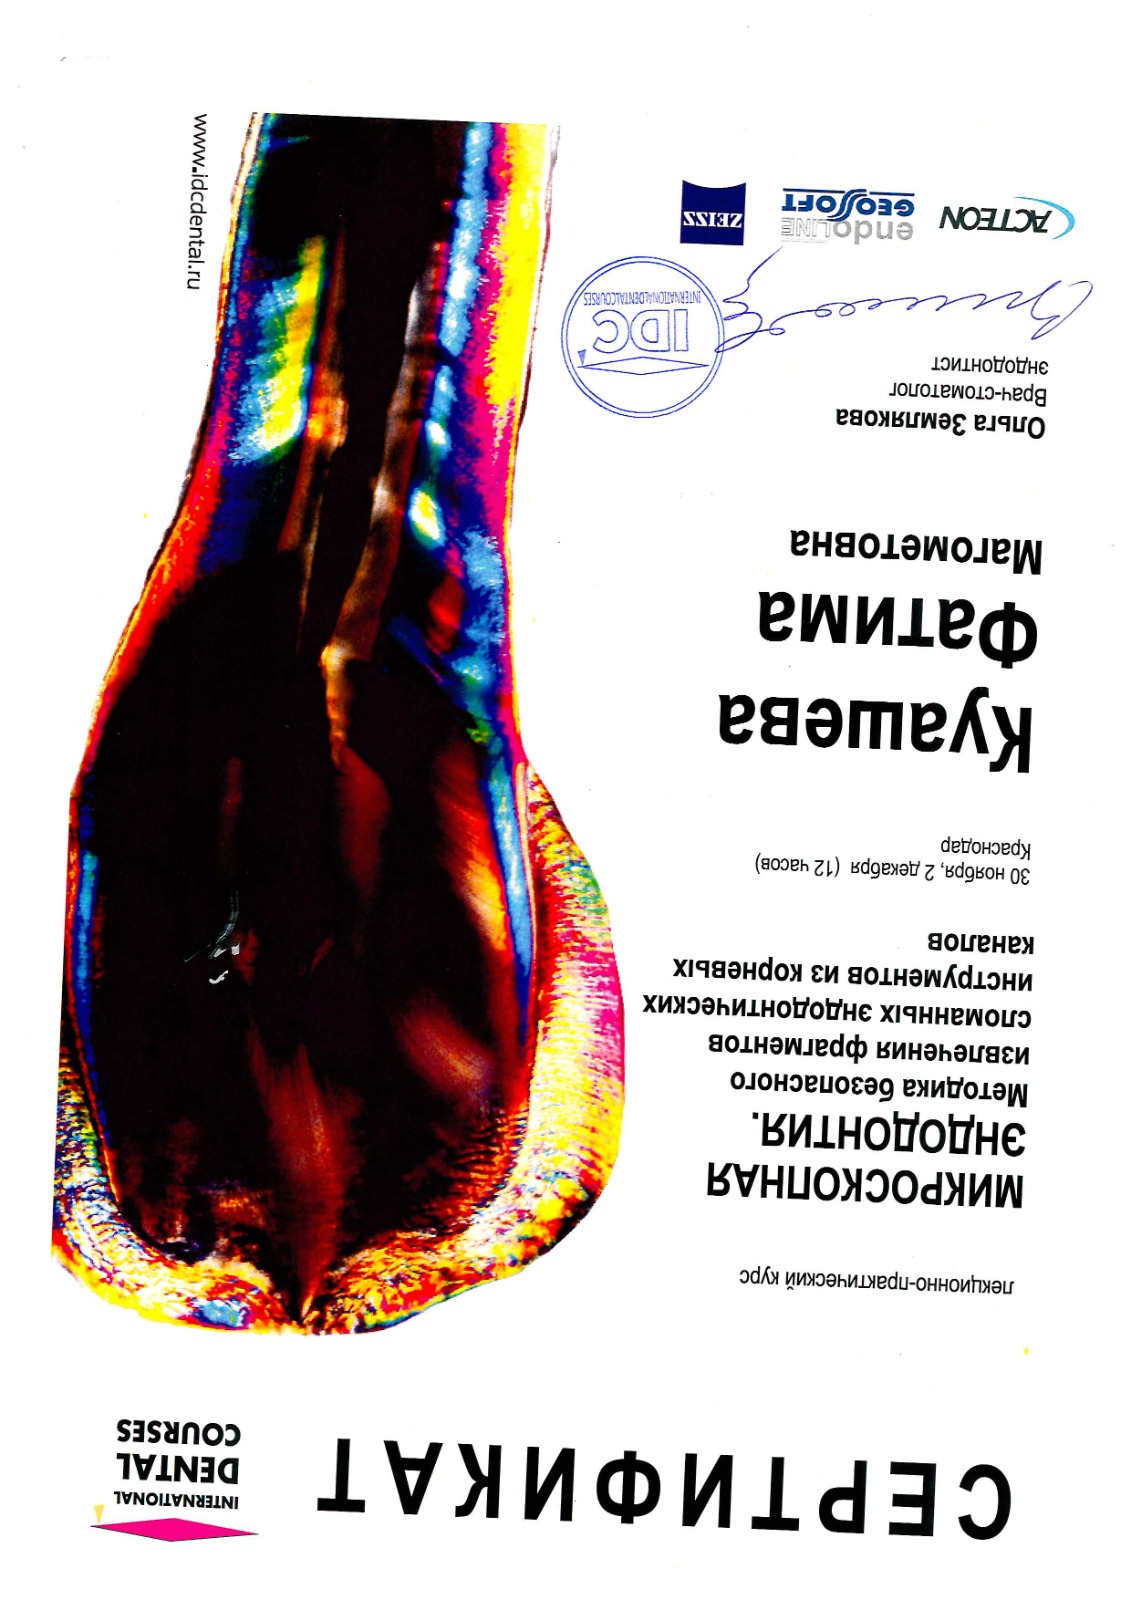 СЕРТИФИКАТ
INTERNATIONAL
DENTAL
COURSES
лекционно-практический курс
МИКРОСКОПНАЯ
ЭНДОДОНТИЯ.
Методика безопасного
извлечения фрагментов
сломанных эндодонтических
инструментов из корневых
каналов
30 ноября, 2 декабря (12 часов)
Краснодар
Куашева
Фатима
Магометовна
Ольга Землякова
Врач-стоматолог
эндодонтист
IDC
INTERNATIONALDENTALCOURSES
ACTEON
endoLINE
GEOSOFT
ZEISS
www.idcdental.ru